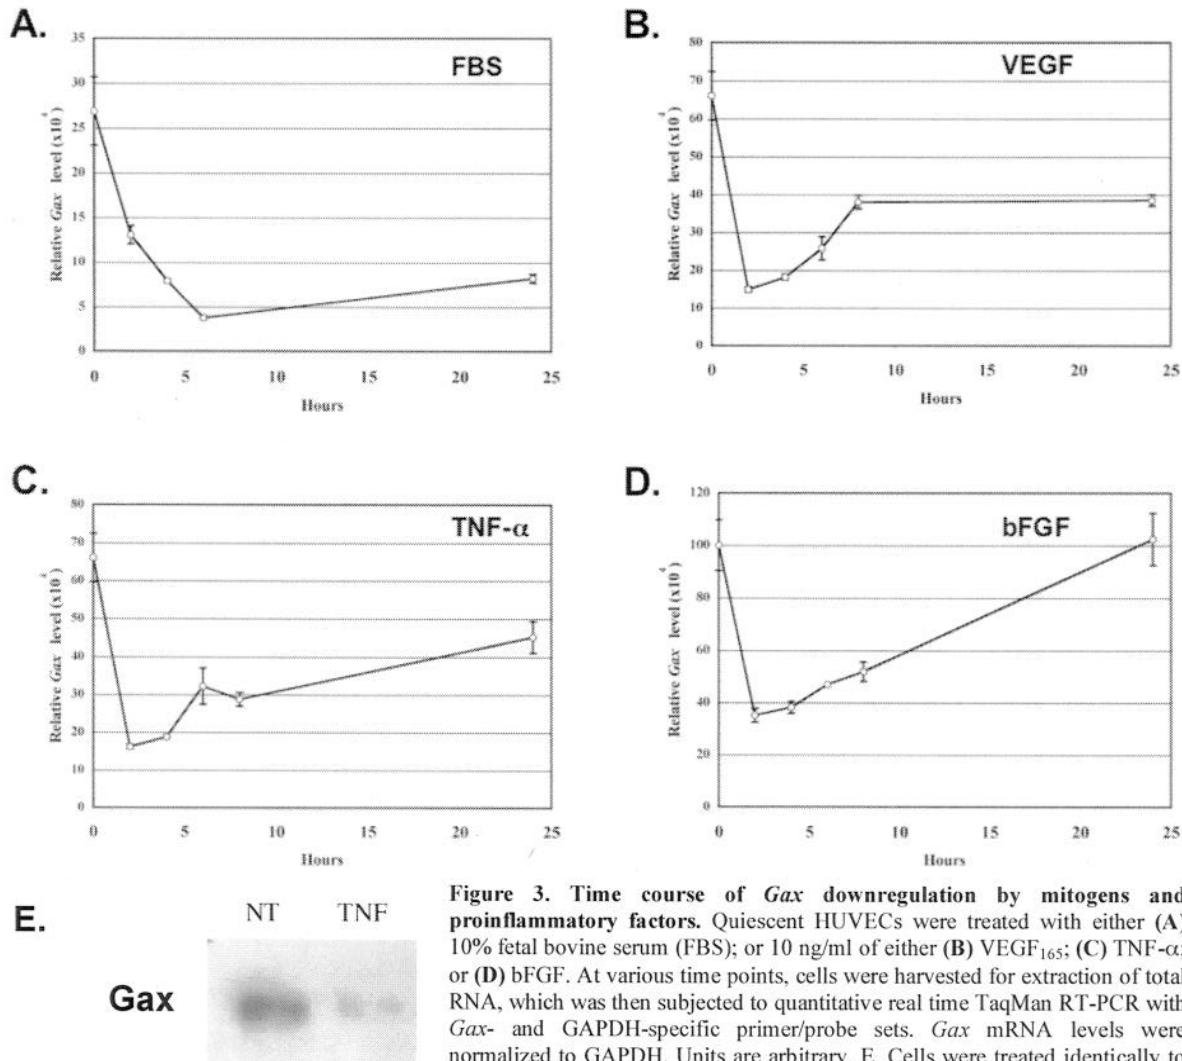 A.
FBS
35
30
25
20
15
10
5
0
Relative Gax level (x10⁴)
0 5 10 15 20 25
Hours
B.
VEGF
80
70
60
50
40
30
20
10
0
Relative Gax level (x10⁴)
0 5 10 15 20 25
Hours
C.
TNF-α
80
70
60
50
40
30
20
10
0
Relative Gax level (x10⁴)
0 5 10 15 20 25
Hours
D.
bFGF
120
100
80
60
40
20
0
Relative Gax level (x10⁴)
0 5 10 15 20 25
Hours
E.
NT TNF
Gax
Figure 3. Time course of Gax downregulation by mitogens and
proinflammatory factors. Quiescent HUVECs were treated with either (A)
10% fetal bovine serum (FBS); or 10 ng/ml of either (B) VEGF₁₆₅; (C) TNF-α;
or (D) bFGF. At various time points, cells were harvested for extraction of total
RNA, which was then subjected to quantitative real time TaqMan RT-PCR with
Gax- and GAPDH-specific primer/probe sets. Gax mRNA levels were
normalized to GAPDH. Units are arbitrary. E. Cells were treated identically to